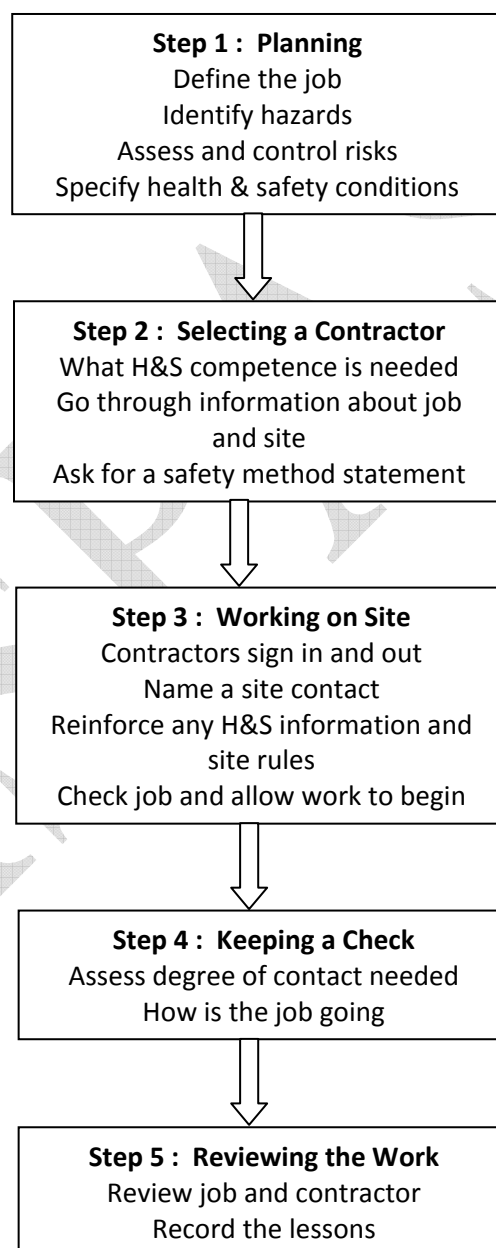 Step 1 :  Planning
Define the job
Identify hazards
Assess and control risks
Specify health & safety conditions
Step 2 :  Selecting a Contractor
What H&S competence is needed
Go through information about job
and site
Ask for a safety method statement
Step 3 :  Working on Site
Contractors sign in and out
Name a site contact
Reinforce any H&S information and
site rules
Check job and allow work to begin
Step 4 :  Keeping a Check
Assess degree of contact needed
How is the job going
Step 5 :  Reviewing the Work
Review job and contractor
Record the lessons